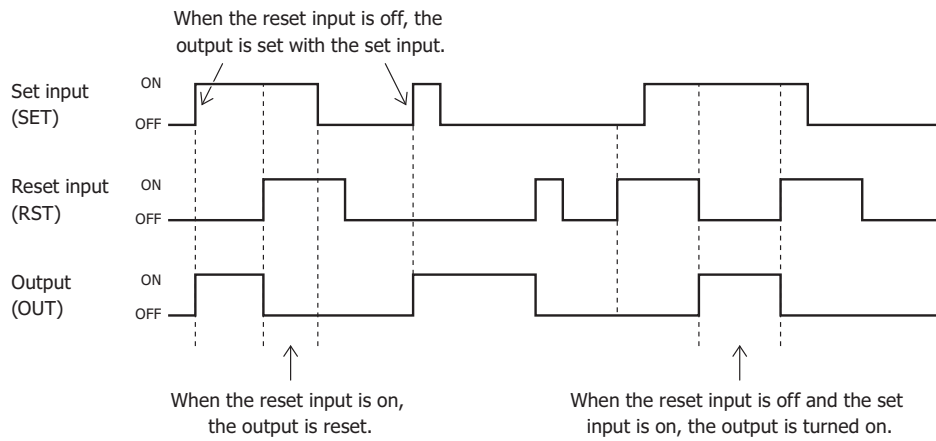 When the reset input is off, the
output is set with the set input.
Set input
(SET)
ON
OFF
Reset input
(RST)
ON
OFF
Output
(OUT)
ON
OFF
When the reset input is on,
the output is reset.
When the reset input is off and the set
input is on, the output is turned on.